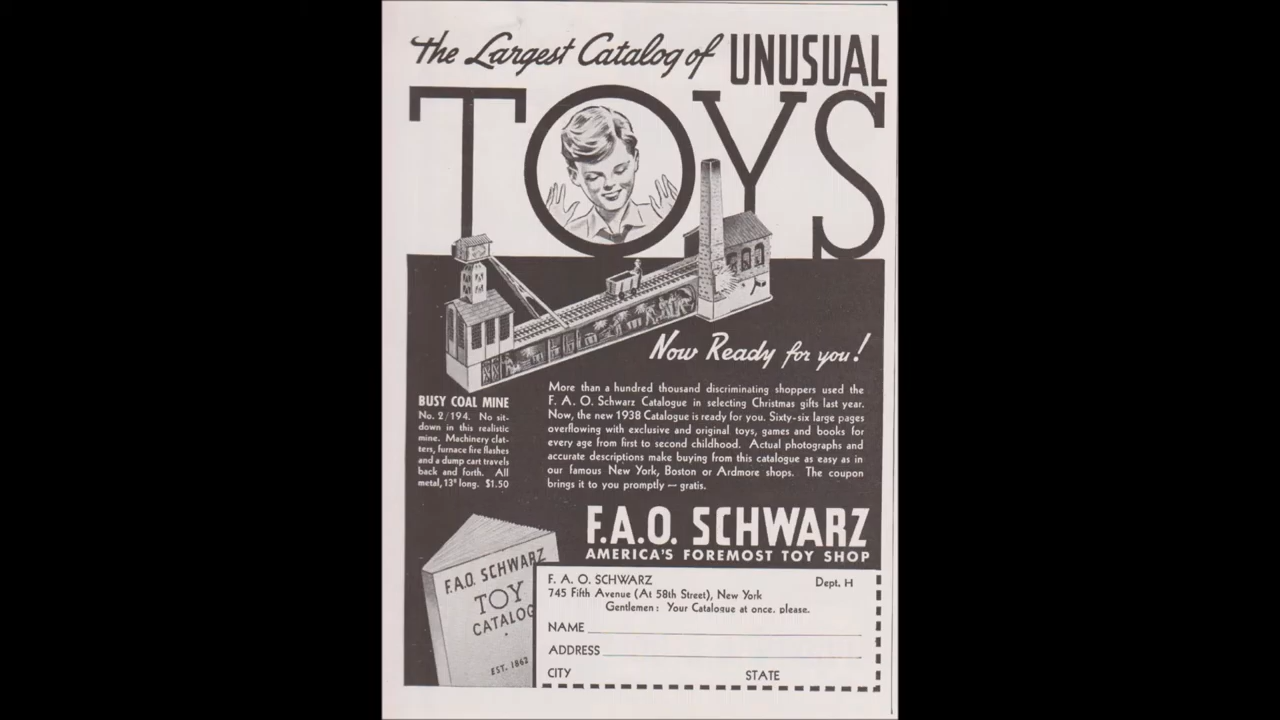 The Largest Catalog of UNUSUAL
TOYS
Now Ready for you!
BUSY COAL MINE
No. 2/194. No sit-
down in this realistic
mine. Machinery clat-
ters, furnace fire flashes
and a dump cart travels
back and forth. All
metal, 13" long. $1.50
More than a hundred thousand discriminating shoppers used the
F. A. O. Schwarz Catalogue in selecting Christmas gifts last year.
Now, the new 1938 Catalogue is ready for you. Sixty-six large pages
overflowing with exclusive and original toys, games and books for
every age from first to second childhood. Actual photographs and
accurate descriptions make buying from this catalogue as easy as in
our famous New York, Boston or Ardmore shops. The coupon
brings it to you promptly — gratis.
F.A.O. SCHWARZ
AMERICA'S FOREMOST TOY SHOP
F.A.O. SCHWARZ
TOY
CATALOG
EST. 1862
F. A. O. SCHWARZ Dept. H
745 Fifth Avenue (At 58th Street), New York
Gentlemen: Your Catalogue at once, please.
NAME
ADDRESS
CITY STATE